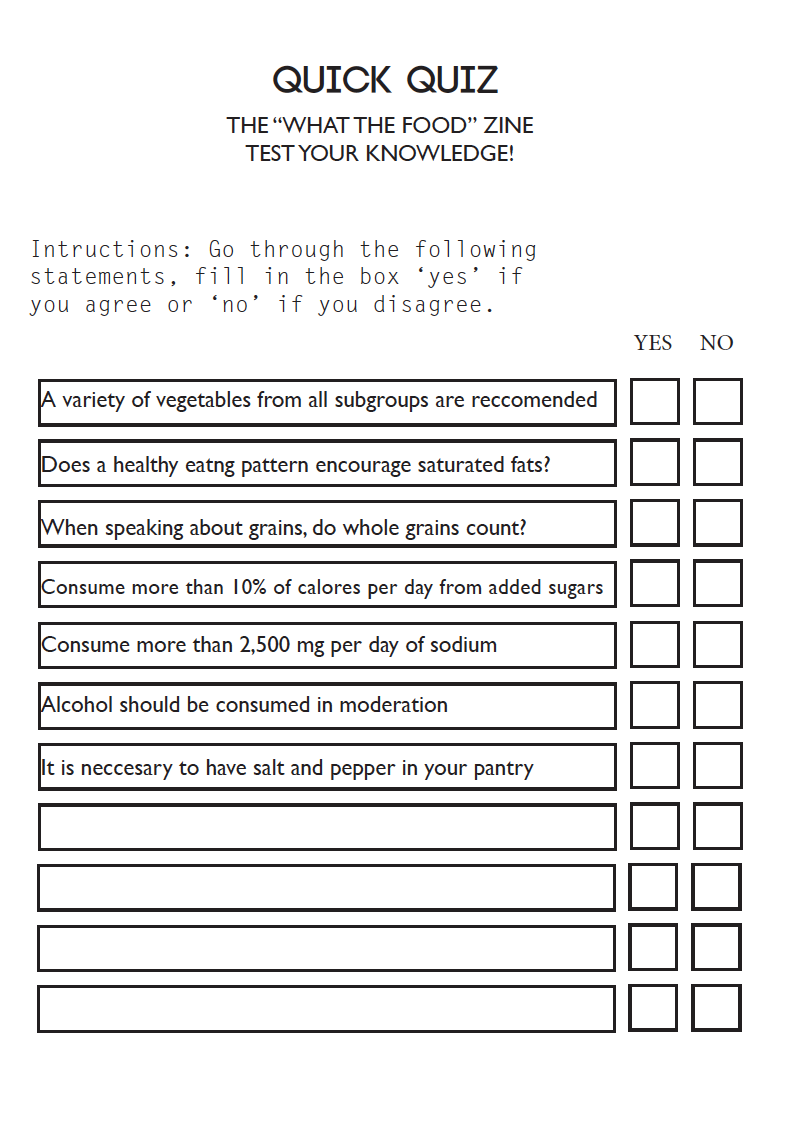 QUICK QUIZ
THE “WHAT THE FOOD” ZINE
TEST YOUR KNOWLEDGE!
Intructions: Go through the following
statements, fill in the box ‘yes’ if
you agree or ‘no’ if you disagree.
YES NO
A variety of vegetables from all subgroups are reccomended
Does a healthy eatng pattern encourage saturated fats?
When speaking about grains, do whole grains count?
Consume more than 10% of calores per day from added sugars
Consume more than 2,500 mg per day of sodium
Alcohol should be consumed in moderation
It is neccesary to have salt and pepper in your pantry